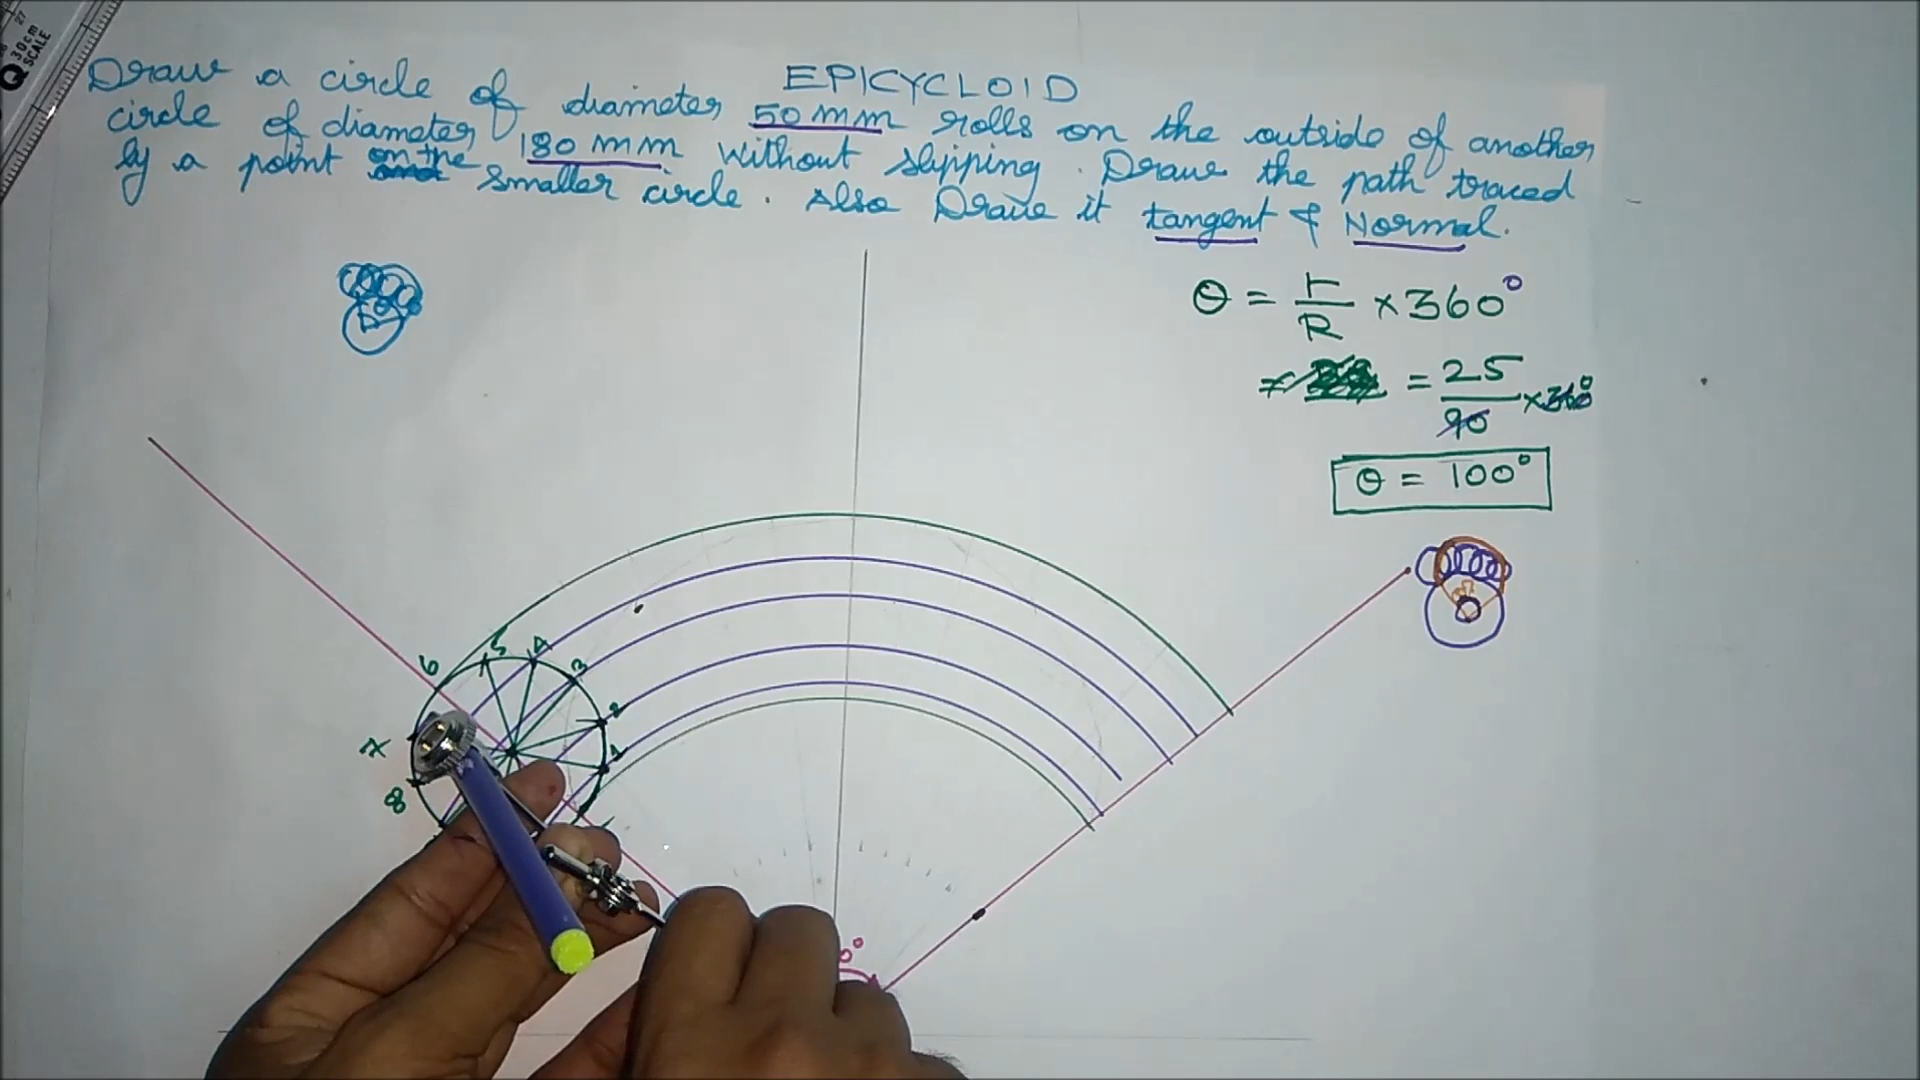 30cm
SCALE
27
EPICYCLOID
Draw a circle of diameter 50 mm rolls on the outside of another
circle of diameter 180 mm without slipping. Draw the path traced
by a point on the smaller circle. Also Draw it tangent & Normal.
θ = r/R × 360°
= = 25/90 × 360°
θ = 100°
6 5 4 3
2
7 1
8
0°